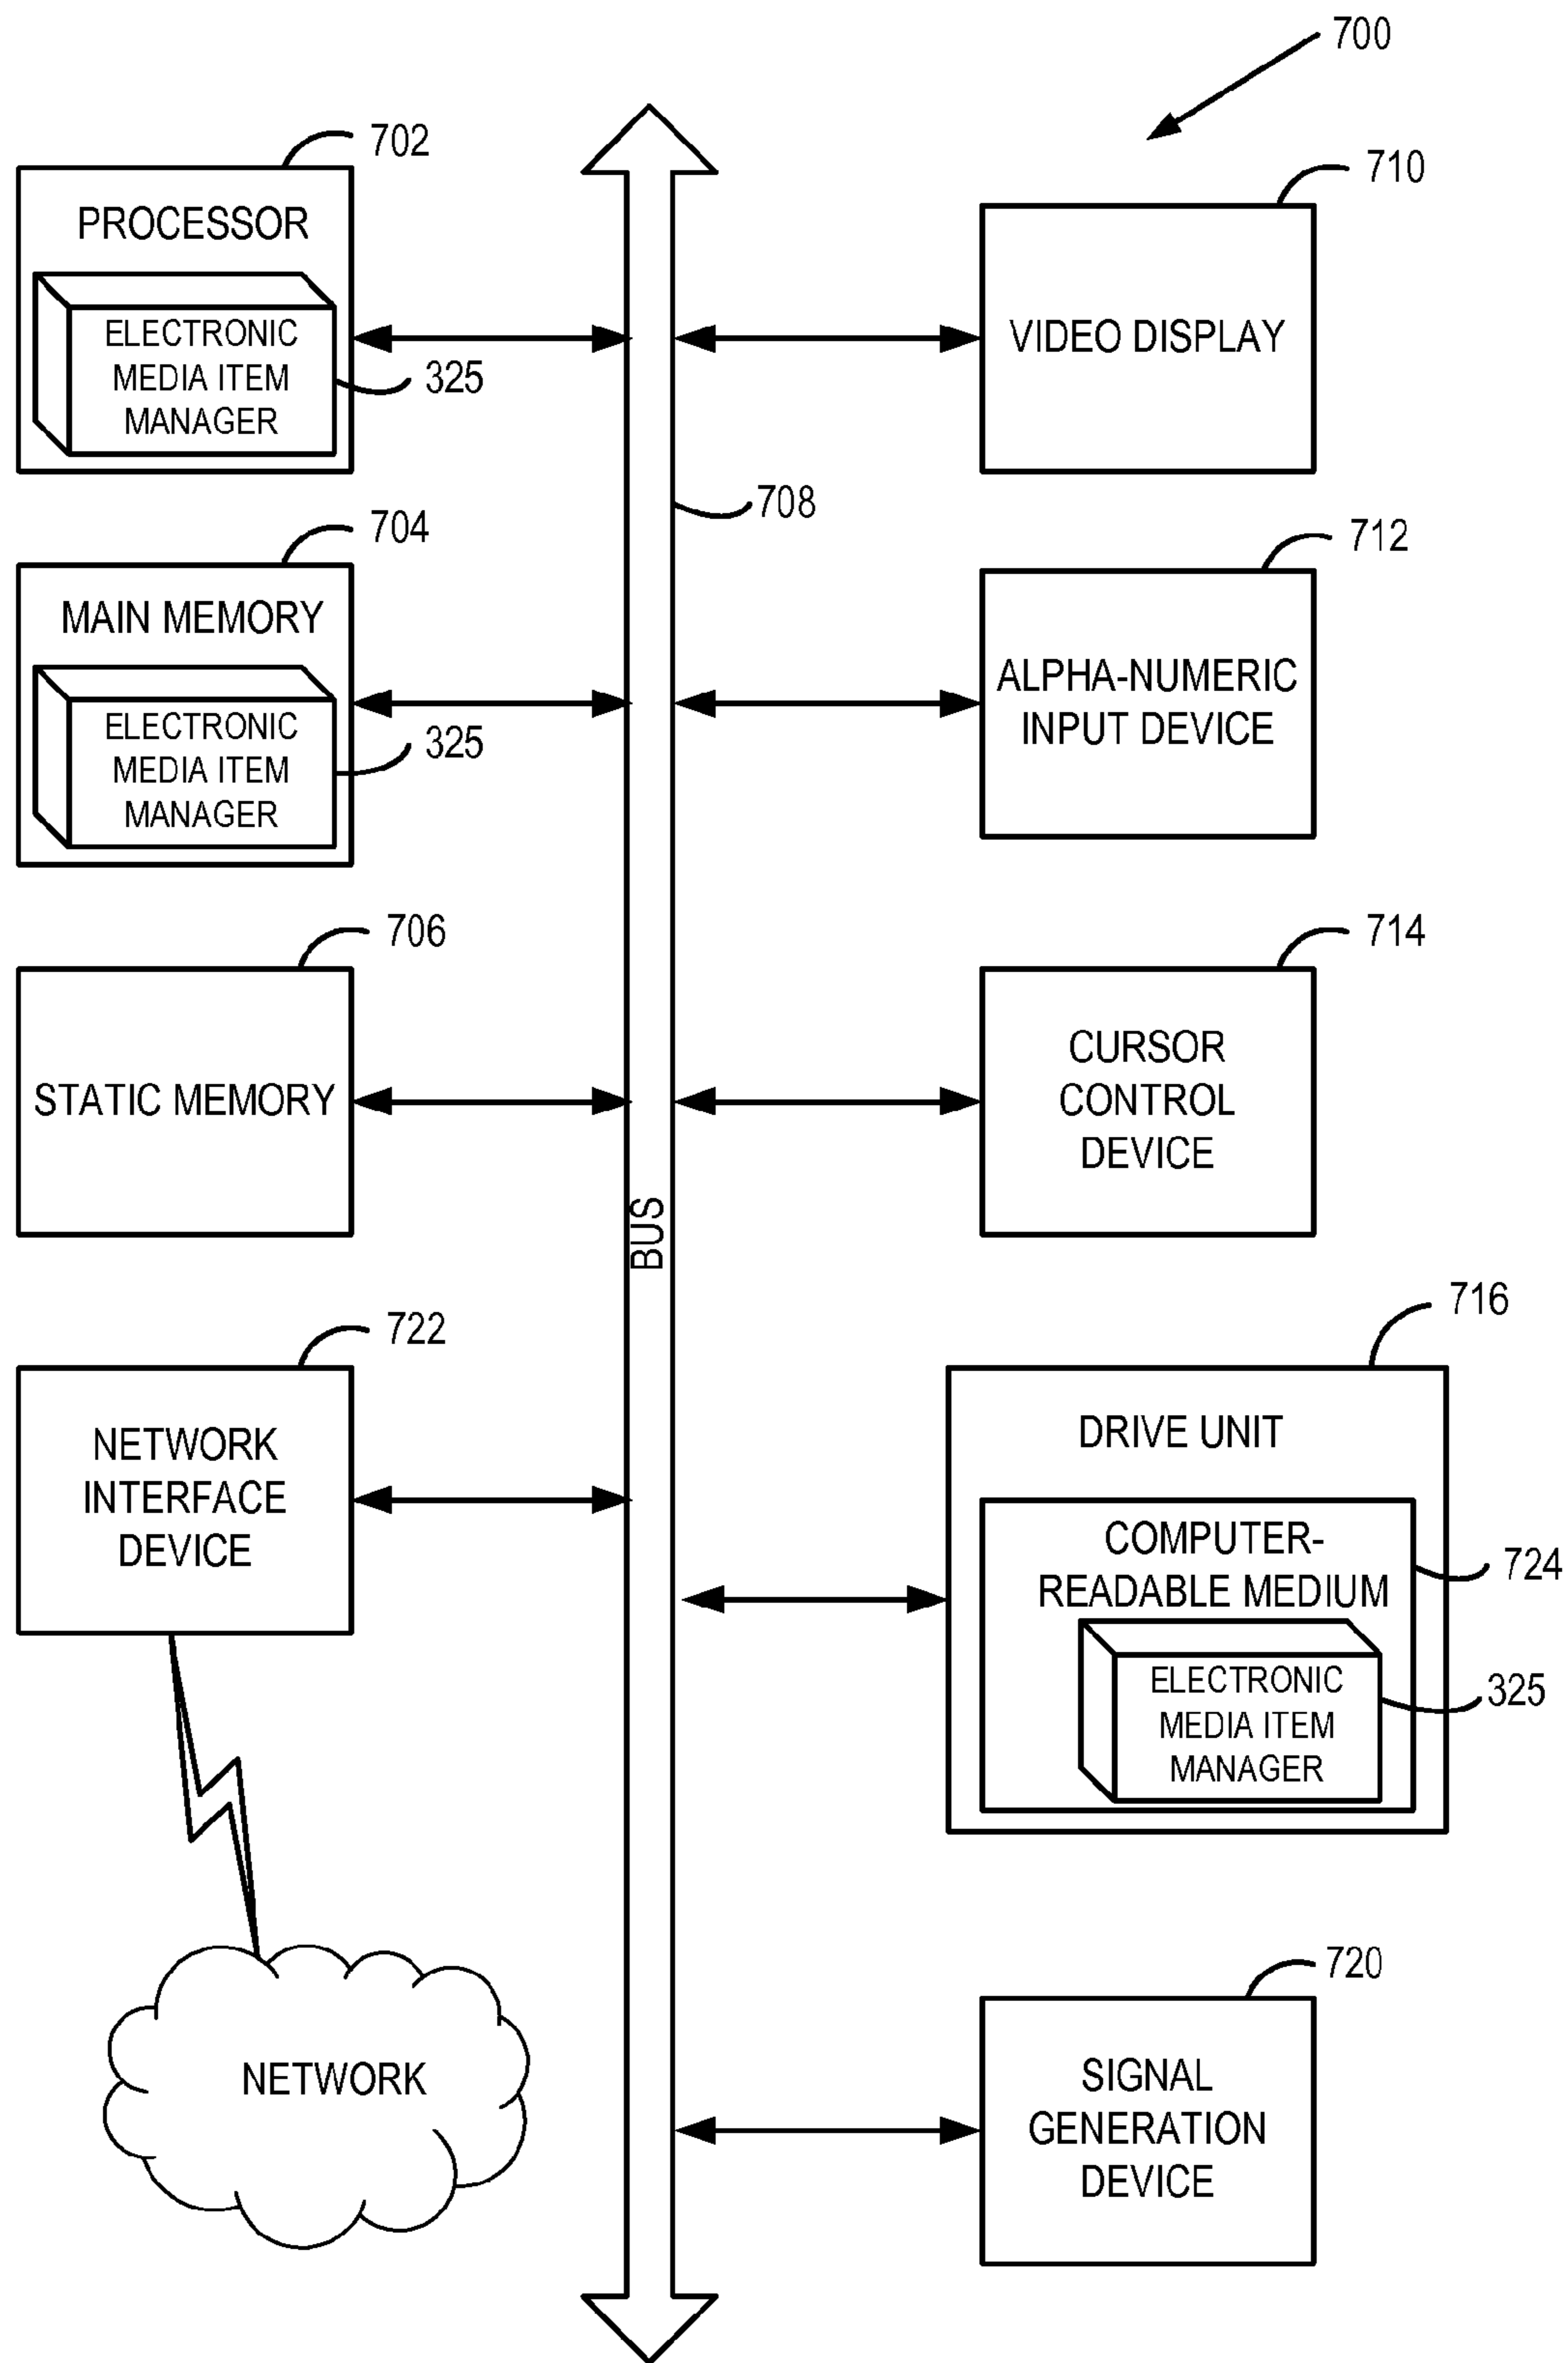 700
702
PROCESSOR
ELECTRONIC
MEDIA ITEM
MANAGER
325
704
MAIN MEMORY
ELECTRONIC
MEDIA ITEM
MANAGER
325
706
STATIC MEMORY
722
NETWORK
INTERFACE
DEVICE
NETWORK
708
BUS
710
VIDEO DISPLAY
712
ALPHA-NUMERIC
INPUT DEVICE
714
CURSOR
CONTROL
DEVICE
716
DRIVE UNIT
COMPUTER-
READABLE MEDIUM
724
ELECTRONIC
MEDIA ITEM
MANAGER
325
720
SIGNAL
GENERATION
DEVICE